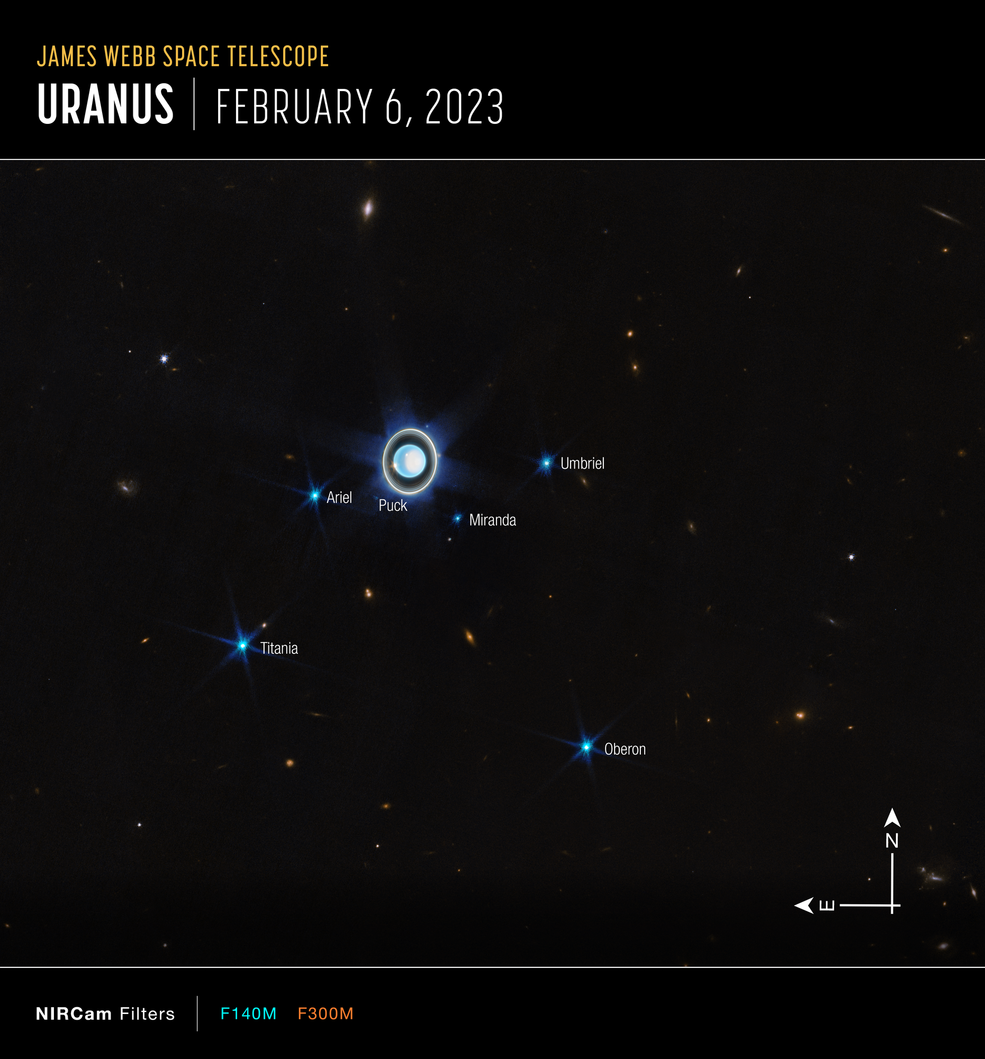 JAMES WEBB SPACE TELESCOPE
URANUS | FEBRUARY 6, 2023
Umbriel
Ariel
Puck
Miranda
Titania
Oberon
N
E
NIRCam Filters | F140M F300M